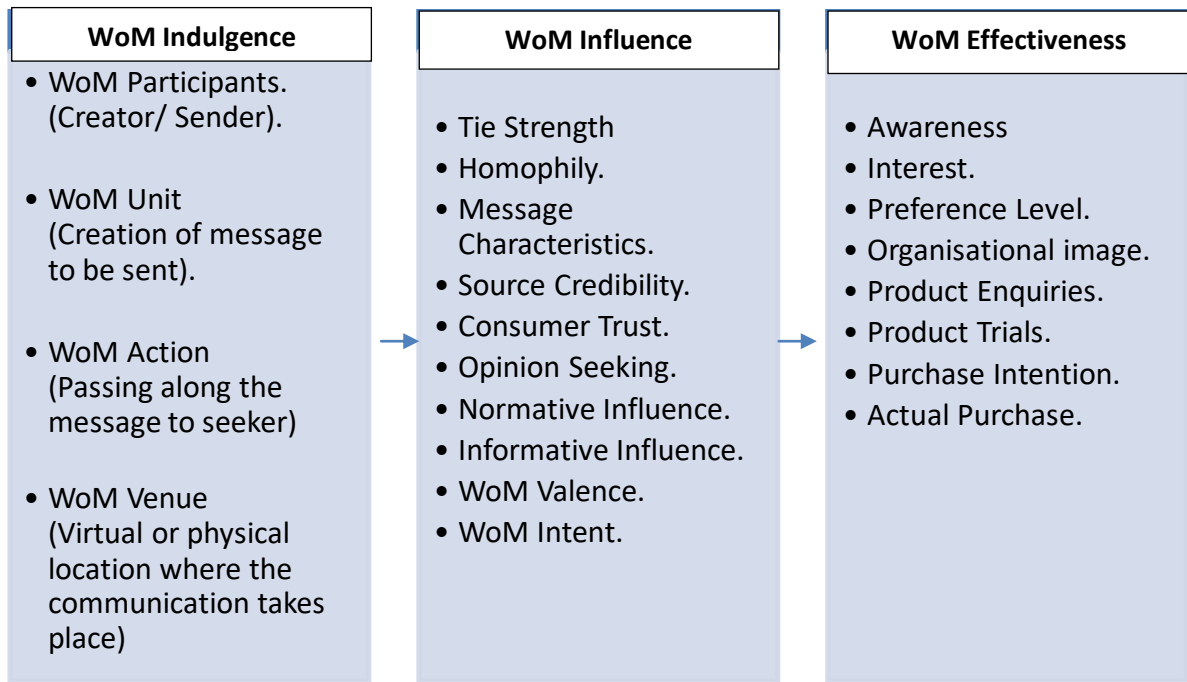 WoM Indulgence
• WoM Participants.
(Creator/ Sender).
• WoM Unit
(Creation of message
to be sent).
• WoM Action
(Passing along the
message to seeker)
• WoM Venue
(Virtual or physical
location where the
communication takes
place)
WoM Influence
• Tie Strength
• Homophily.
• Message
Characteristics.
• Source Credibility.
• Consumer Trust.
• Opinion Seeking.
• Normative Influence.
• Informative Influence.
• WoM Valence.
• WoM Intent.
WoM Effectiveness
• Awareness
• Interest.
• Preference Level.
• Organisational image.
• Product Enquiries.
• Product Trials.
• Purchase Intention.
• Actual Purchase.